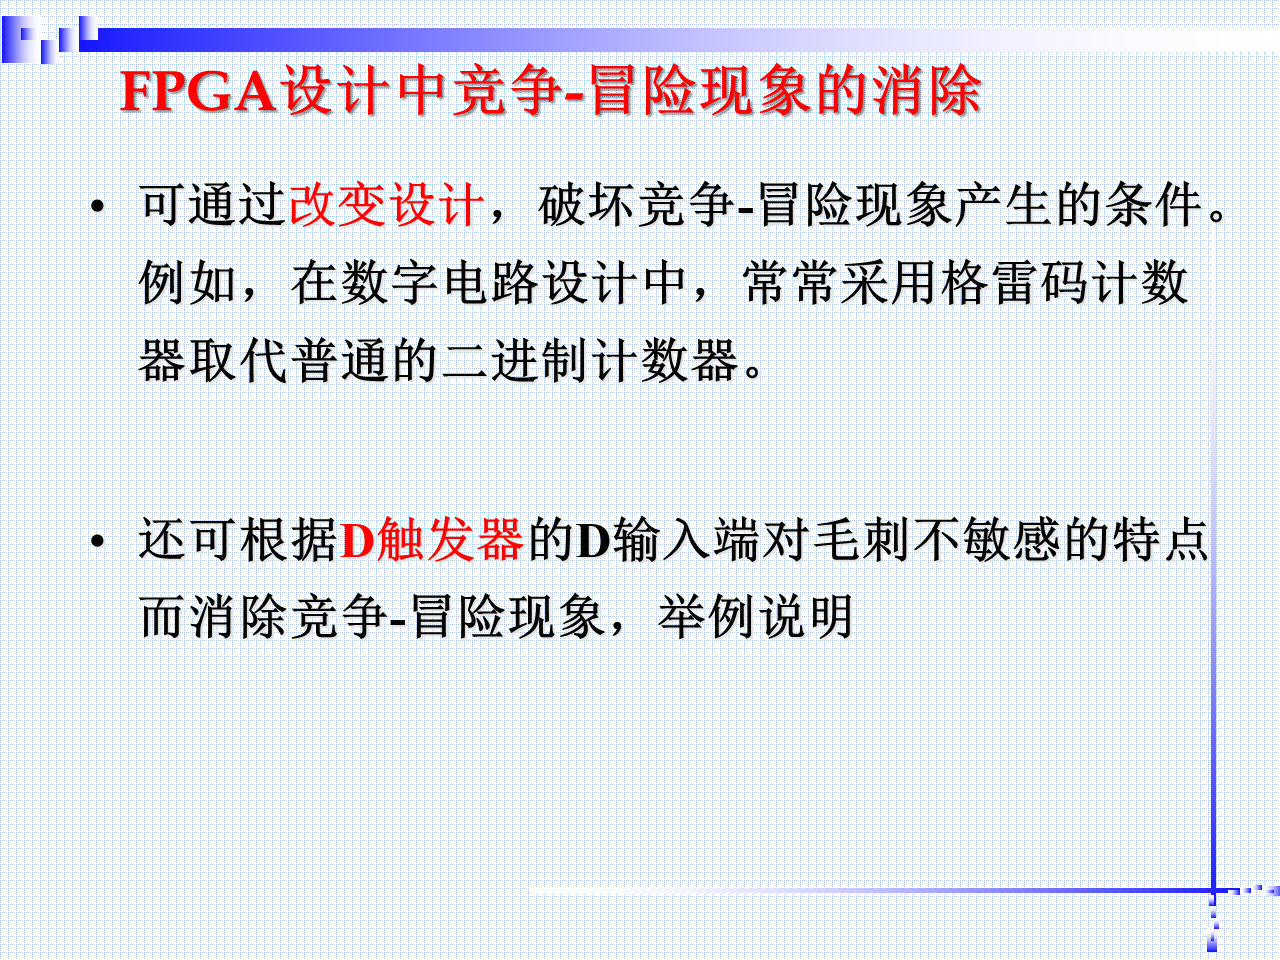 FPGA设计中竞争-冒险现象的消除
• 可通过改变设计，破坏竞争-冒险现象产生的条件。
例如，在数字电路设计中，常常采用格雷码计数
器取代普通的二进制计数器。
• 还可根据D触发器的D输入端对毛刺不敏感的特点
而消除竞争-冒险现象，举例说明